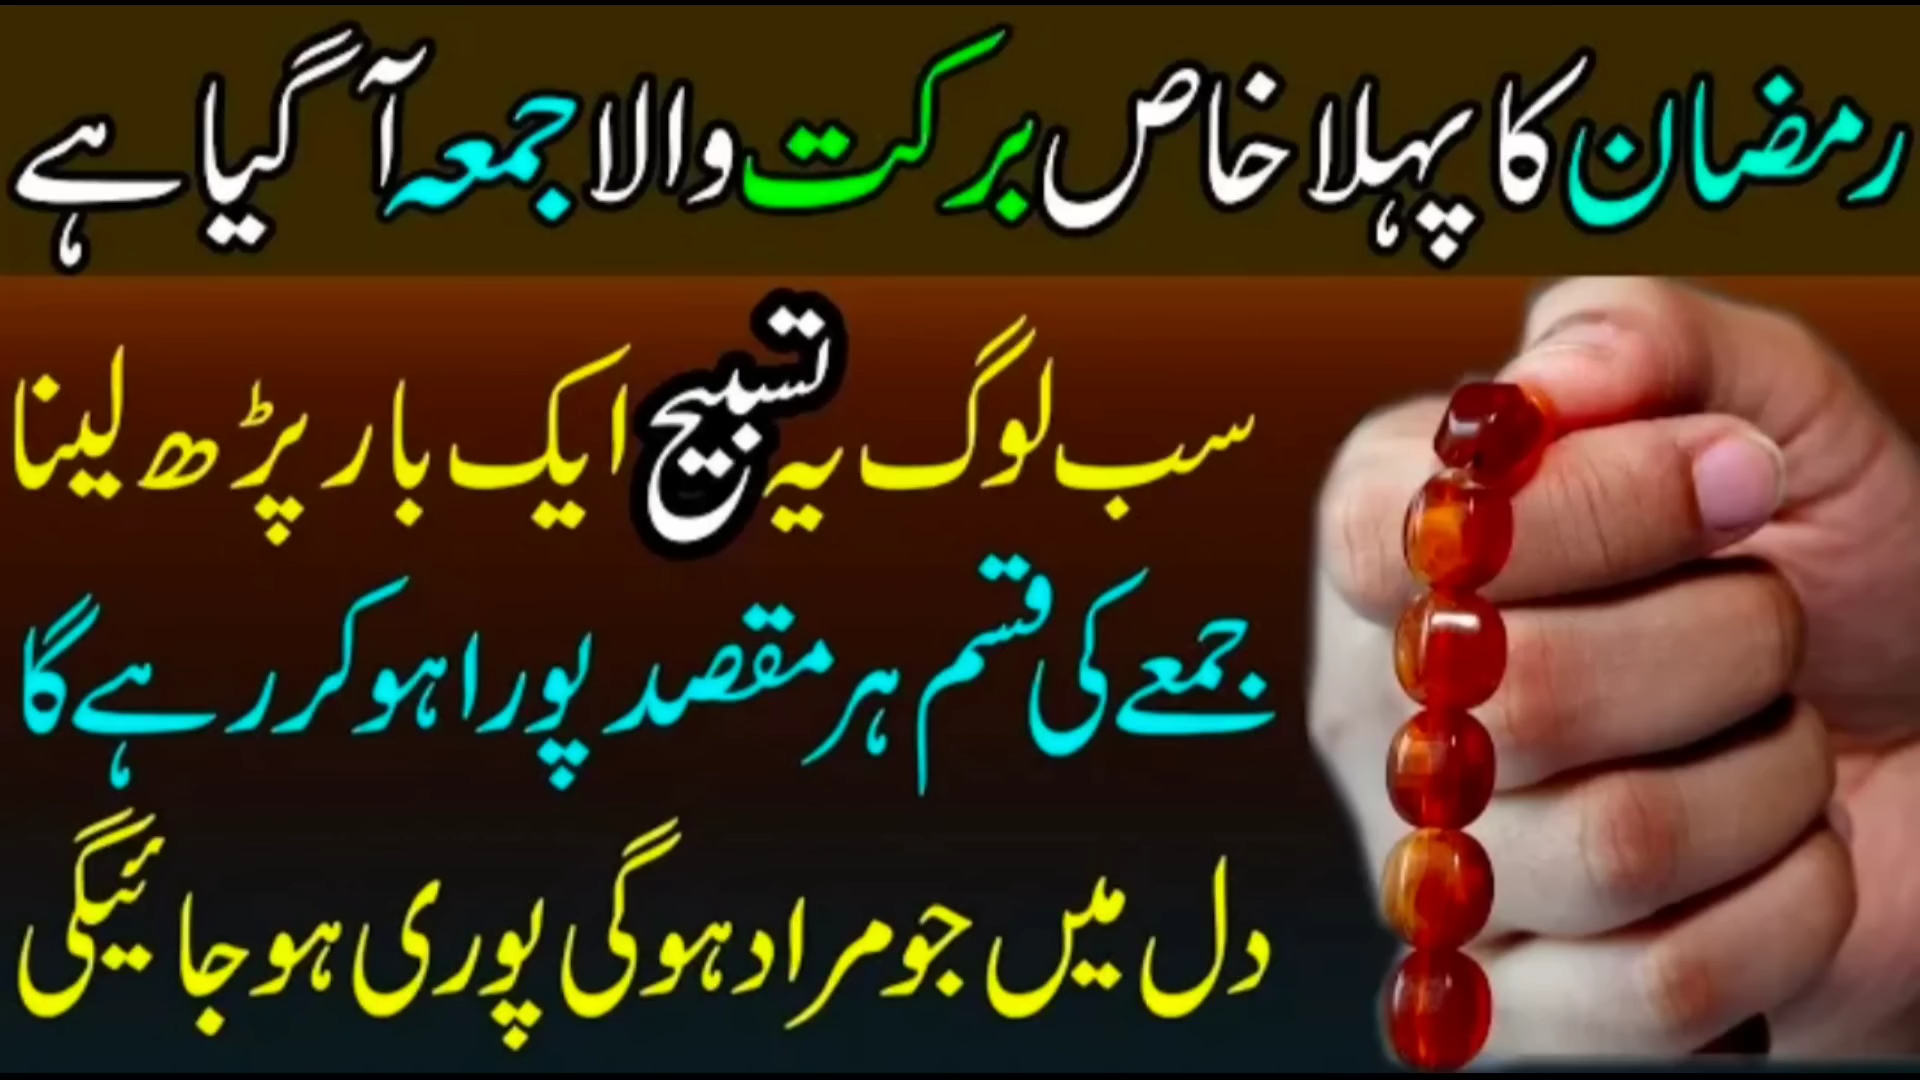 رمضان کا پہلا خاص برکت والا جمعہ آ گیا ہے
سب لوگ یہ تسبیح ایک بار پڑھ لینا
جمعے کی قسم ہر مقصد پورا ہو کر رہے گا
دل میں جو مراد ہوگی پوری ہو جائیگی